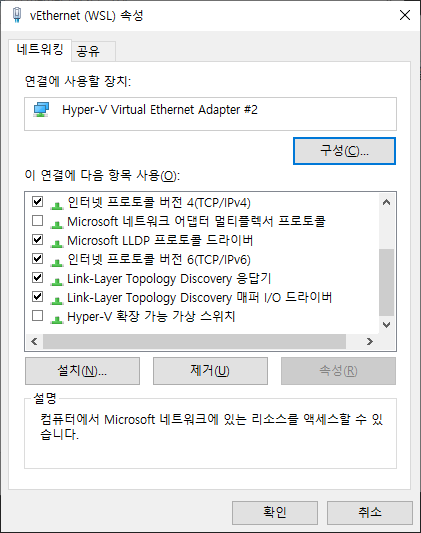 vEthernet (WSL) 속성
네트워킹
공유
연결에 사용할 장치:
Hyper-V Virtual Ethernet Adapter #2
구성(C)...
이 연결에 다음 항목 사용(O):
인터넷 프로토콜 버전 4(TCP/IPv4)
Microsoft 네트워크 어댑터 멀티플렉서 프로토콜
Microsoft LLDP 프로토콜 드라이버
인터넷 프로토콜 버전 6(TCP/IPv6)
Link-Layer Topology Discovery 응답기
Link-Layer Topology Discovery 매퍼 I/O 드라이버
Hyper-V 확장 가능 가상 스위치
설치(N)...
제거(U)
속성(R)
설명
컴퓨터에서 Microsoft 네트워크에 있는 리소스를 액세스할 수 있
습니다.
확인
취소